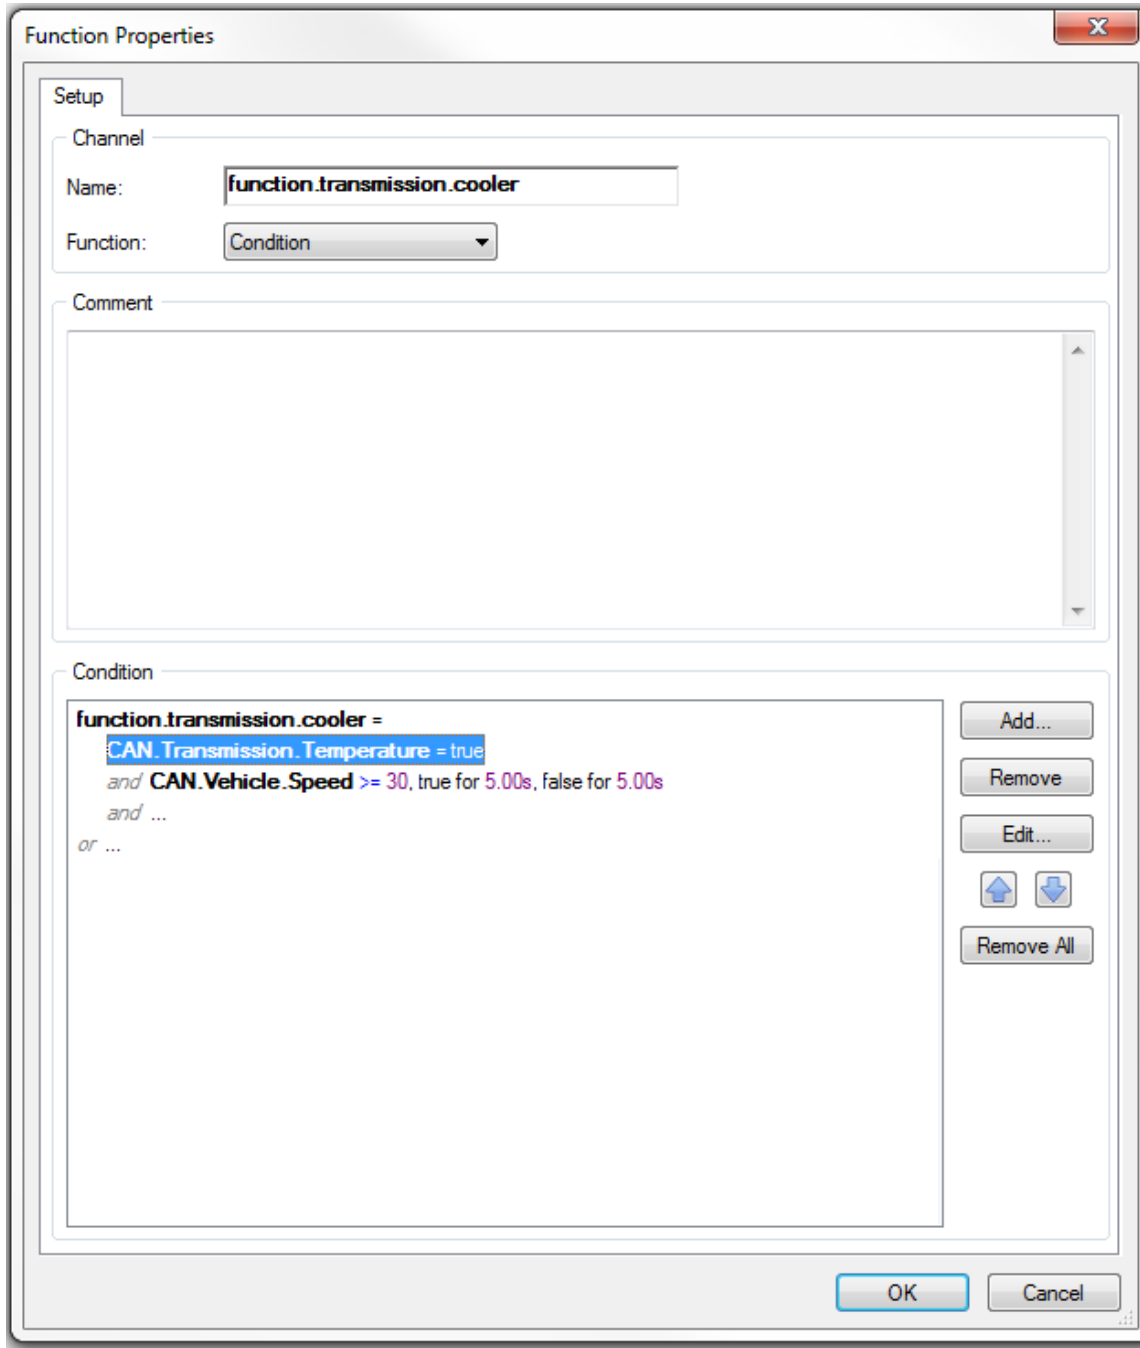 Function Properties
Setup
Channel
Name: function.transmission.cooler
Function: Condition
Comment
Condition
function.transmission.cooler =
CAN.Transmission.Temperature = true
and CAN.Vehicle.Speed >= 30, true for 5.00s, false for 5.00s
and ...
or ...
Add...
Remove
Edit...
Remove All
OK Cancel